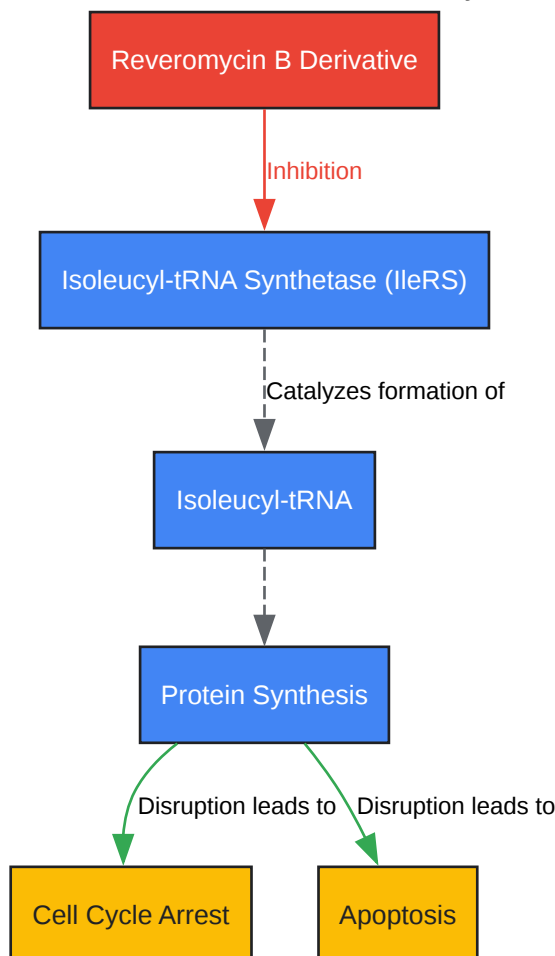 Reveromycin B Derivative
Inhibition
Isoleucyl-tRNA Synthetase (IleRS)
Catalyzes formation of
Isoleucyl-tRNA
Protein Synthesis
Disruption leads to
Disruption leads to
Cell Cycle Arrest
Apoptosis